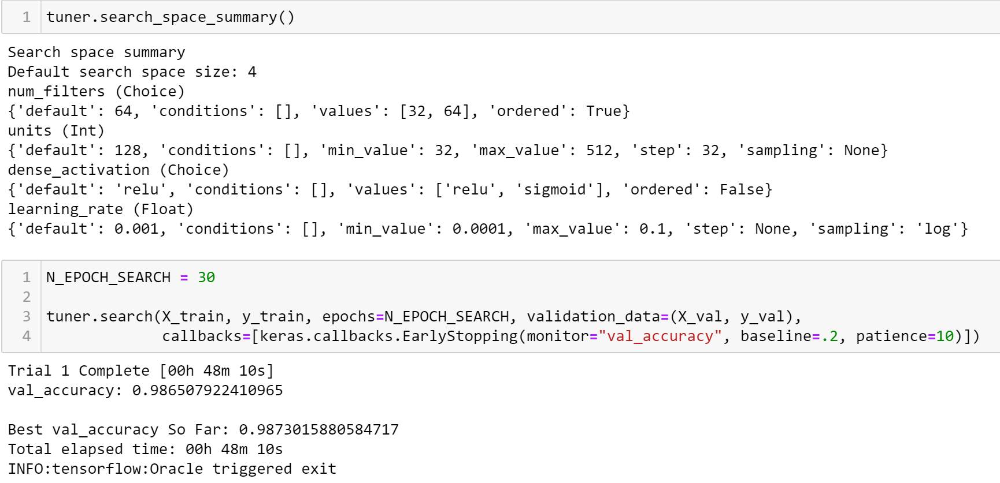 1 tuner.search_space_summary()
Search space summary
Default search space size: 4
num_filters (Choice)
{'default': 64, 'conditions': [], 'values': [32, 64], 'ordered': True}
units (Int)
{'default': 128, 'conditions': [], 'min_value': 32, 'max_value': 512, 'step': 32, 'sampling': None}
dense_activation (Choice)
{'default': 'relu', 'conditions': [], 'values': ['relu', 'sigmoid'], 'ordered': False}
learning_rate (Float)
{'default': 0.001, 'conditions': [], 'min_value': 0.0001, 'max_value': 0.1, 'step': None, 'sampling': 'log'}
1 N_EPOCH_SEARCH = 30
2
3 tuner.search(X_train, y_train, epochs=N_EPOCH_SEARCH, validation_data=(X_val, y_val),
4 callbacks=[keras.callbacks.EarlyStopping(monitor="val_accuracy", baseline=.2, patience=10)])
Trial 1 Complete [00h 48m 10s]
val_accuracy: 0.986507922410965
Best val_accuracy So Far: 0.9873015880584717
Total elapsed time: 00h 48m 10s
INFO:tensorflow:Oracle triggered exit